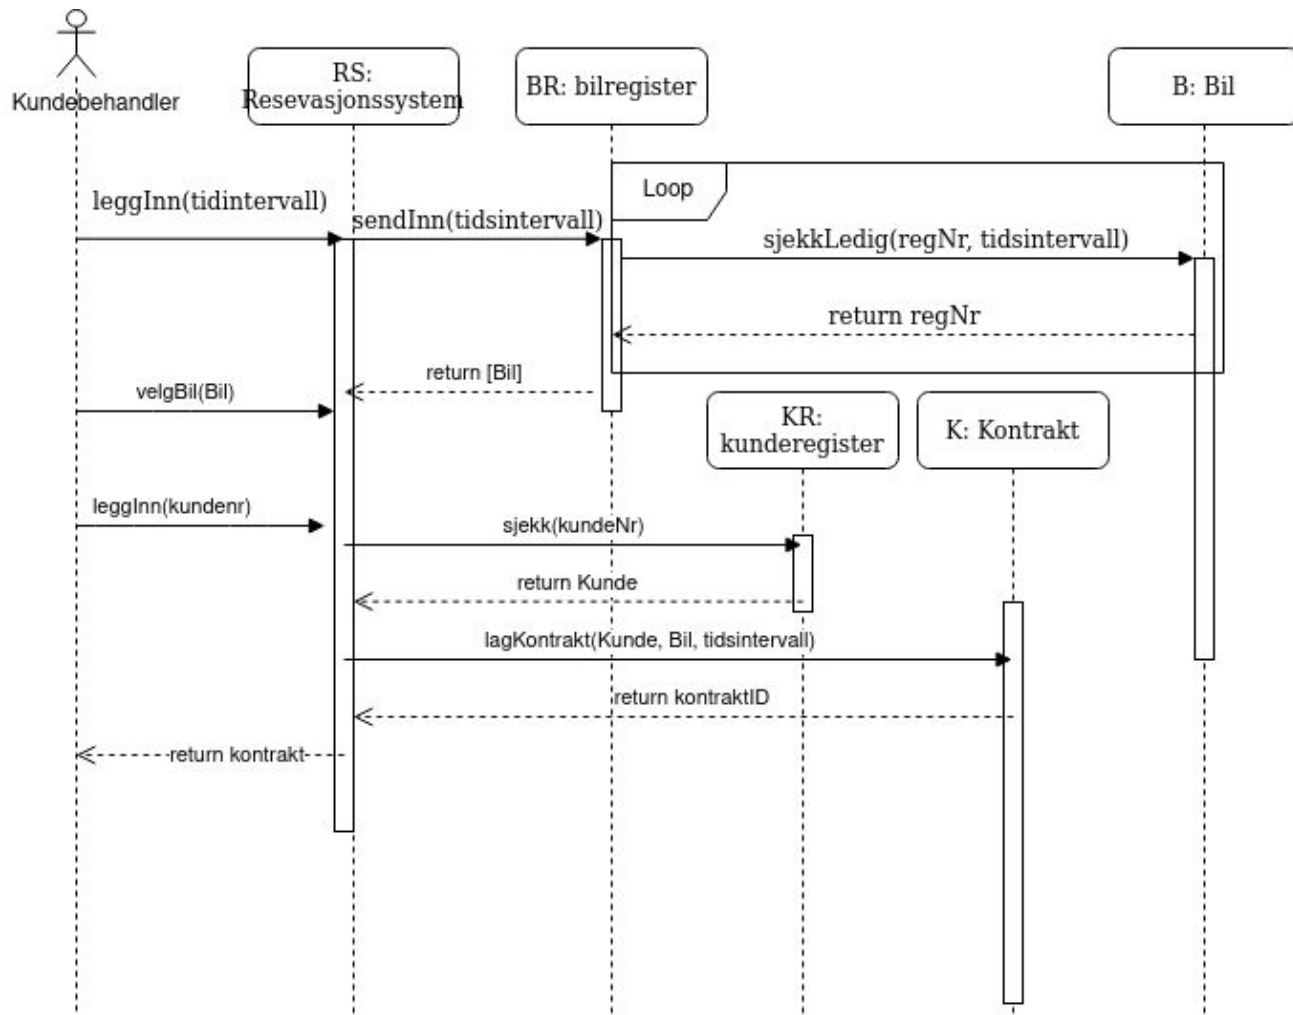 Kundebehandler
RS:
Resevasjonssystem
BR: bilregister
B: Bil
Loop
leggInn(tidintervall)
sendInn(tidsintervall)
sjekkLedig(regNr, tidsintervall)
return regNr
return [Bil]
velgBil(Bil)
KR:
kunderegister
K: Kontrakt
leggInn(kundenr)
sjekk(kundeNr)
return Kunde
lagKontrakt(Kunde, Bil, tidsintervall)
return kontraktID
return kontrakt